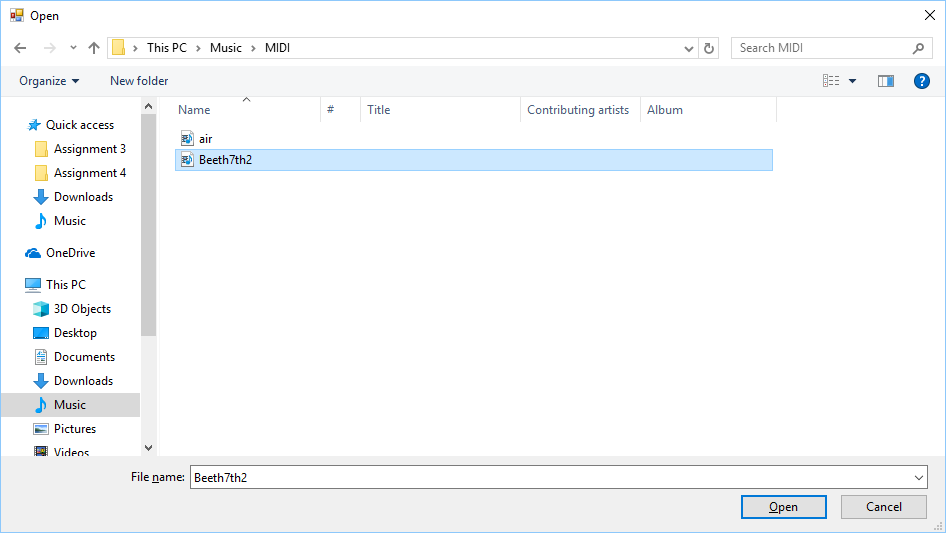 Open
This PC > Music > MIDI
Search MIDI
Organize
New folder
?
Name
#
Title
Contributing artists
Album
Quick access
Assignment 3
Assignment 4
Downloads
Music
OneDrive
This PC
3D Objects
Desktop
Documents
Downloads
Music
Pictures
Videos
air
Beeth7th2
File name: Beeth7th2
Open
Cancel